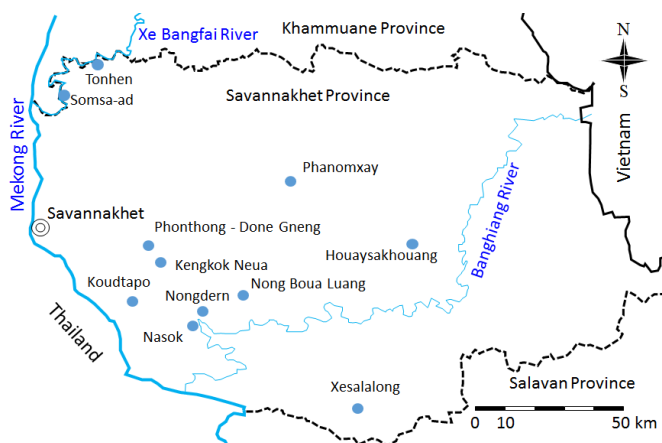 Xe Bangfai River
Khammuane Province
N
S
Tonhen
Somsa-ad
Savannakhet Province
Mekong River
Vietnam
Phanomxay
Savannakhet
Phonthong - Done Gneng
Houaysakhouang
Banghiang River
Kengkok Neua
Koudtapo
Nong Boua Luang
Nongdern
Nasok
Thailand
Xesalalong
Salavan Province
0 10 50 km